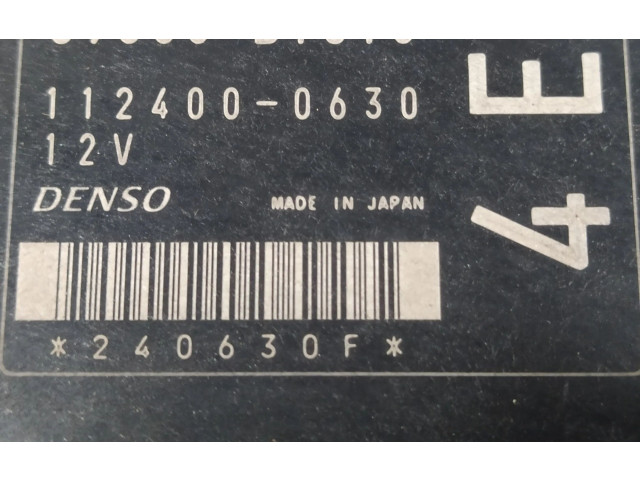 112400-0630
12V
DENSO MADE IN JAPAN
*240630F*
4E